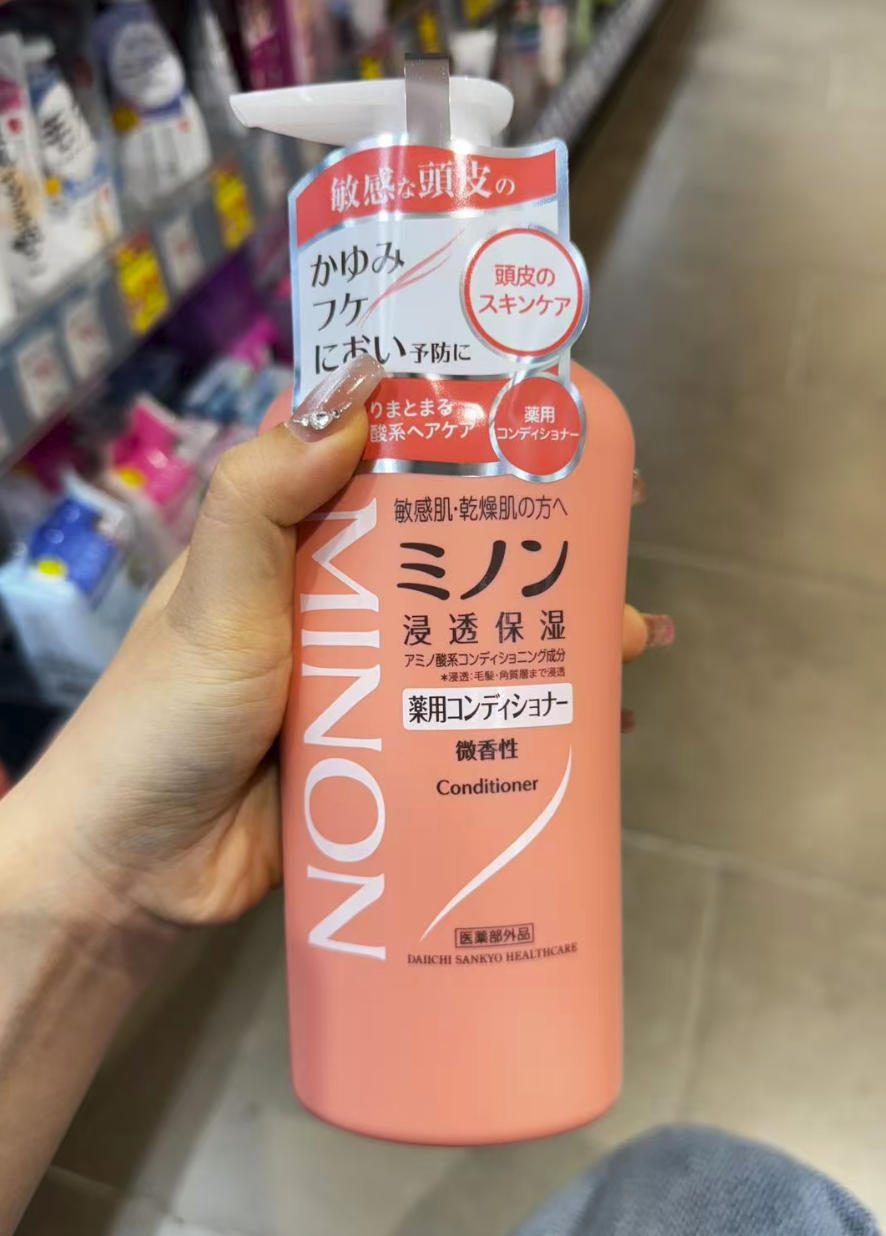 敏感な頭皮の
かゆみ
フケ
におい予防に
頭皮の
スキンケア
りまとまる
酸系ヘアケア
薬用
コンディショナー
MINON
敏感肌・乾燥肌の方へ
ミノン
浸透保湿
アミノ酸系コンディショニング成分
*浸透:毛髪・角質層まで浸透
薬用コンディショナー
微香性
Conditioner
医薬部外品
DAIICHI SANKYO HEALTHCARE